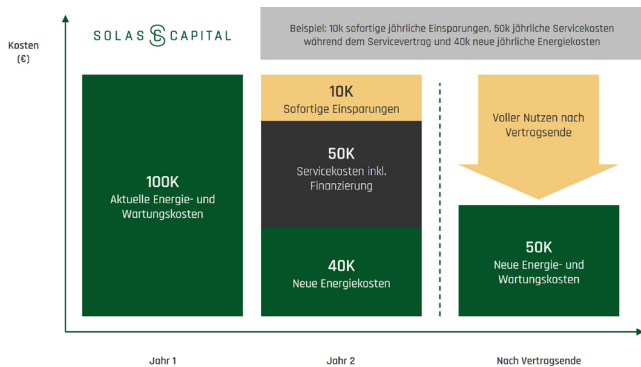 SOLAS CAPITAL
Beispiel: 10k sofortige jährliche Einsparungen, 50k jährliche Servicekosten
während dem Servicevertrag und 40k neue jährliche Energiekosten
Kosten
(€)
100K
Aktuelle Energie- und
Wartungskosten
10K
Sofortige Einsparungen
50K
Servicekosten inkl.
Finanzierung
40K
Neue Energiekosten
Voller Nutzen nach
Vertragsende
50K
Neue Energie- und
Wartungskosten
Jahr 1
Jahr 2
Nach Vertragsende